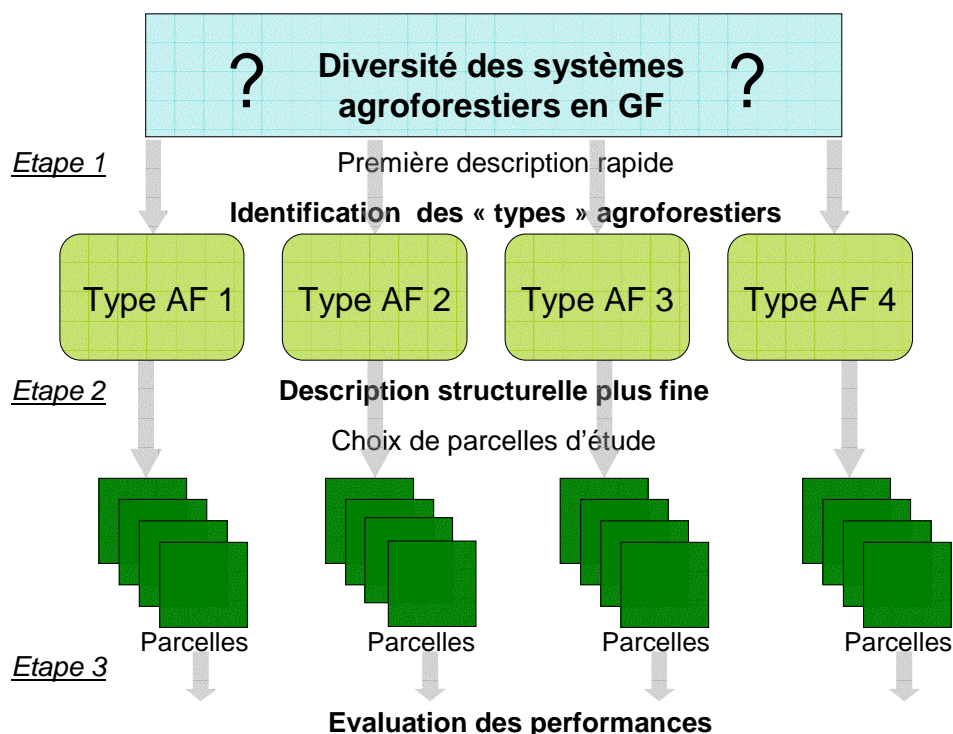 ? Diversité des systèmes ?
agroforestiers en GF
Etape 1 Première description rapide
Identification des « types » agroforestiers
Type AF 1 Type AF 2 Type AF 3 Type AF 4
Etape 2 Description structurelle plus fine
Choix de parcelles d'étude
Parcelles Parcelles Parcelles Parcelles
Etape 3
Evaluation des performances